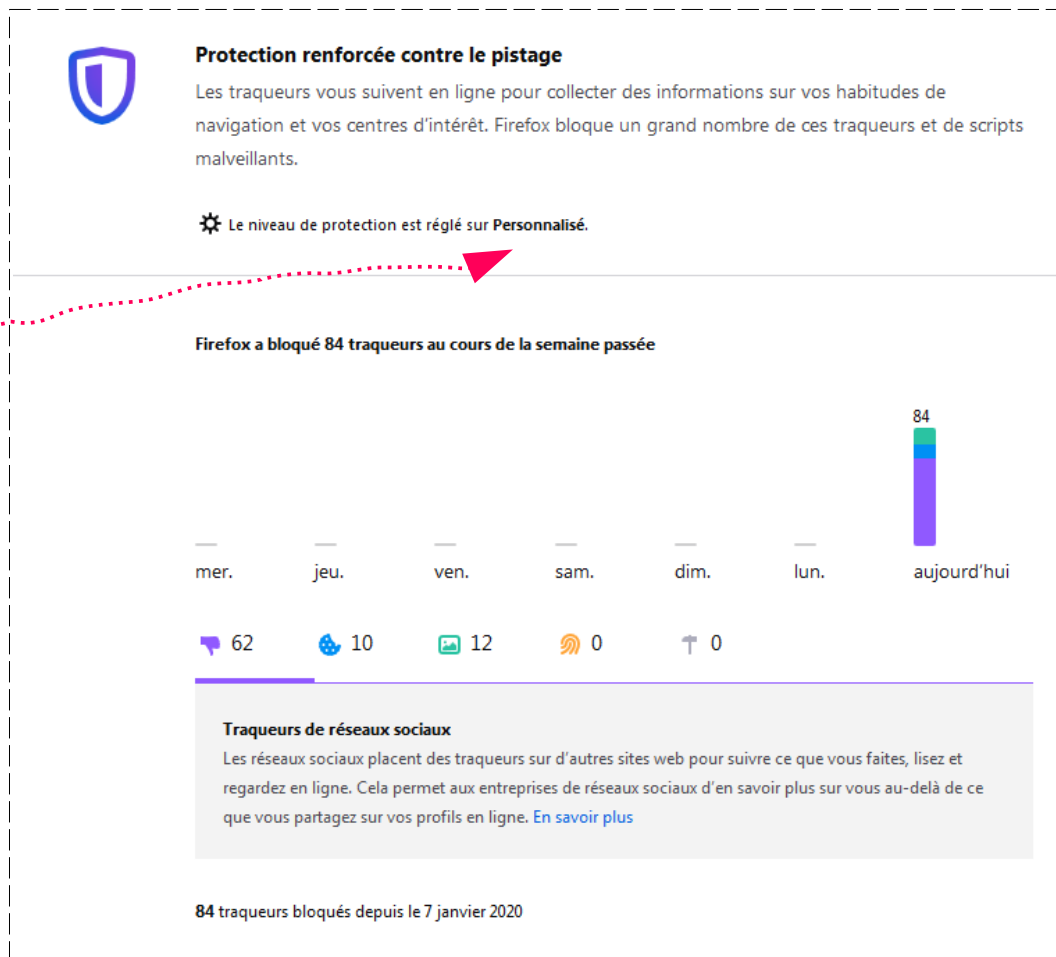 Protection renforcée contre le pistage
Les traqueurs vous suivent en ligne pour collecter des informations sur vos habitudes de
navigation et vos centres d'intérêt. Firefox bloque un grand nombre de ces traqueurs et de scripts
malveillants.
Le niveau de protection est réglé sur Personnalisé.
Firefox a bloqué 84 traqueurs au cours de la semaine passée
84
mer. jeu. ven. sam. dim. lun. aujourd'hui
62 10 12 0 0
Traqueurs de réseaux sociaux
Les réseaux sociaux placent des traqueurs sur d'autres sites web pour suivre ce que vous faites, lisez et
regardez en ligne. Cela permet aux entreprises de réseaux sociaux d'en savoir plus sur vous au-delà de ce
que vous partagez sur vos profils en ligne. En savoir plus
84 traqueurs bloqués depuis le 7 janvier 2020